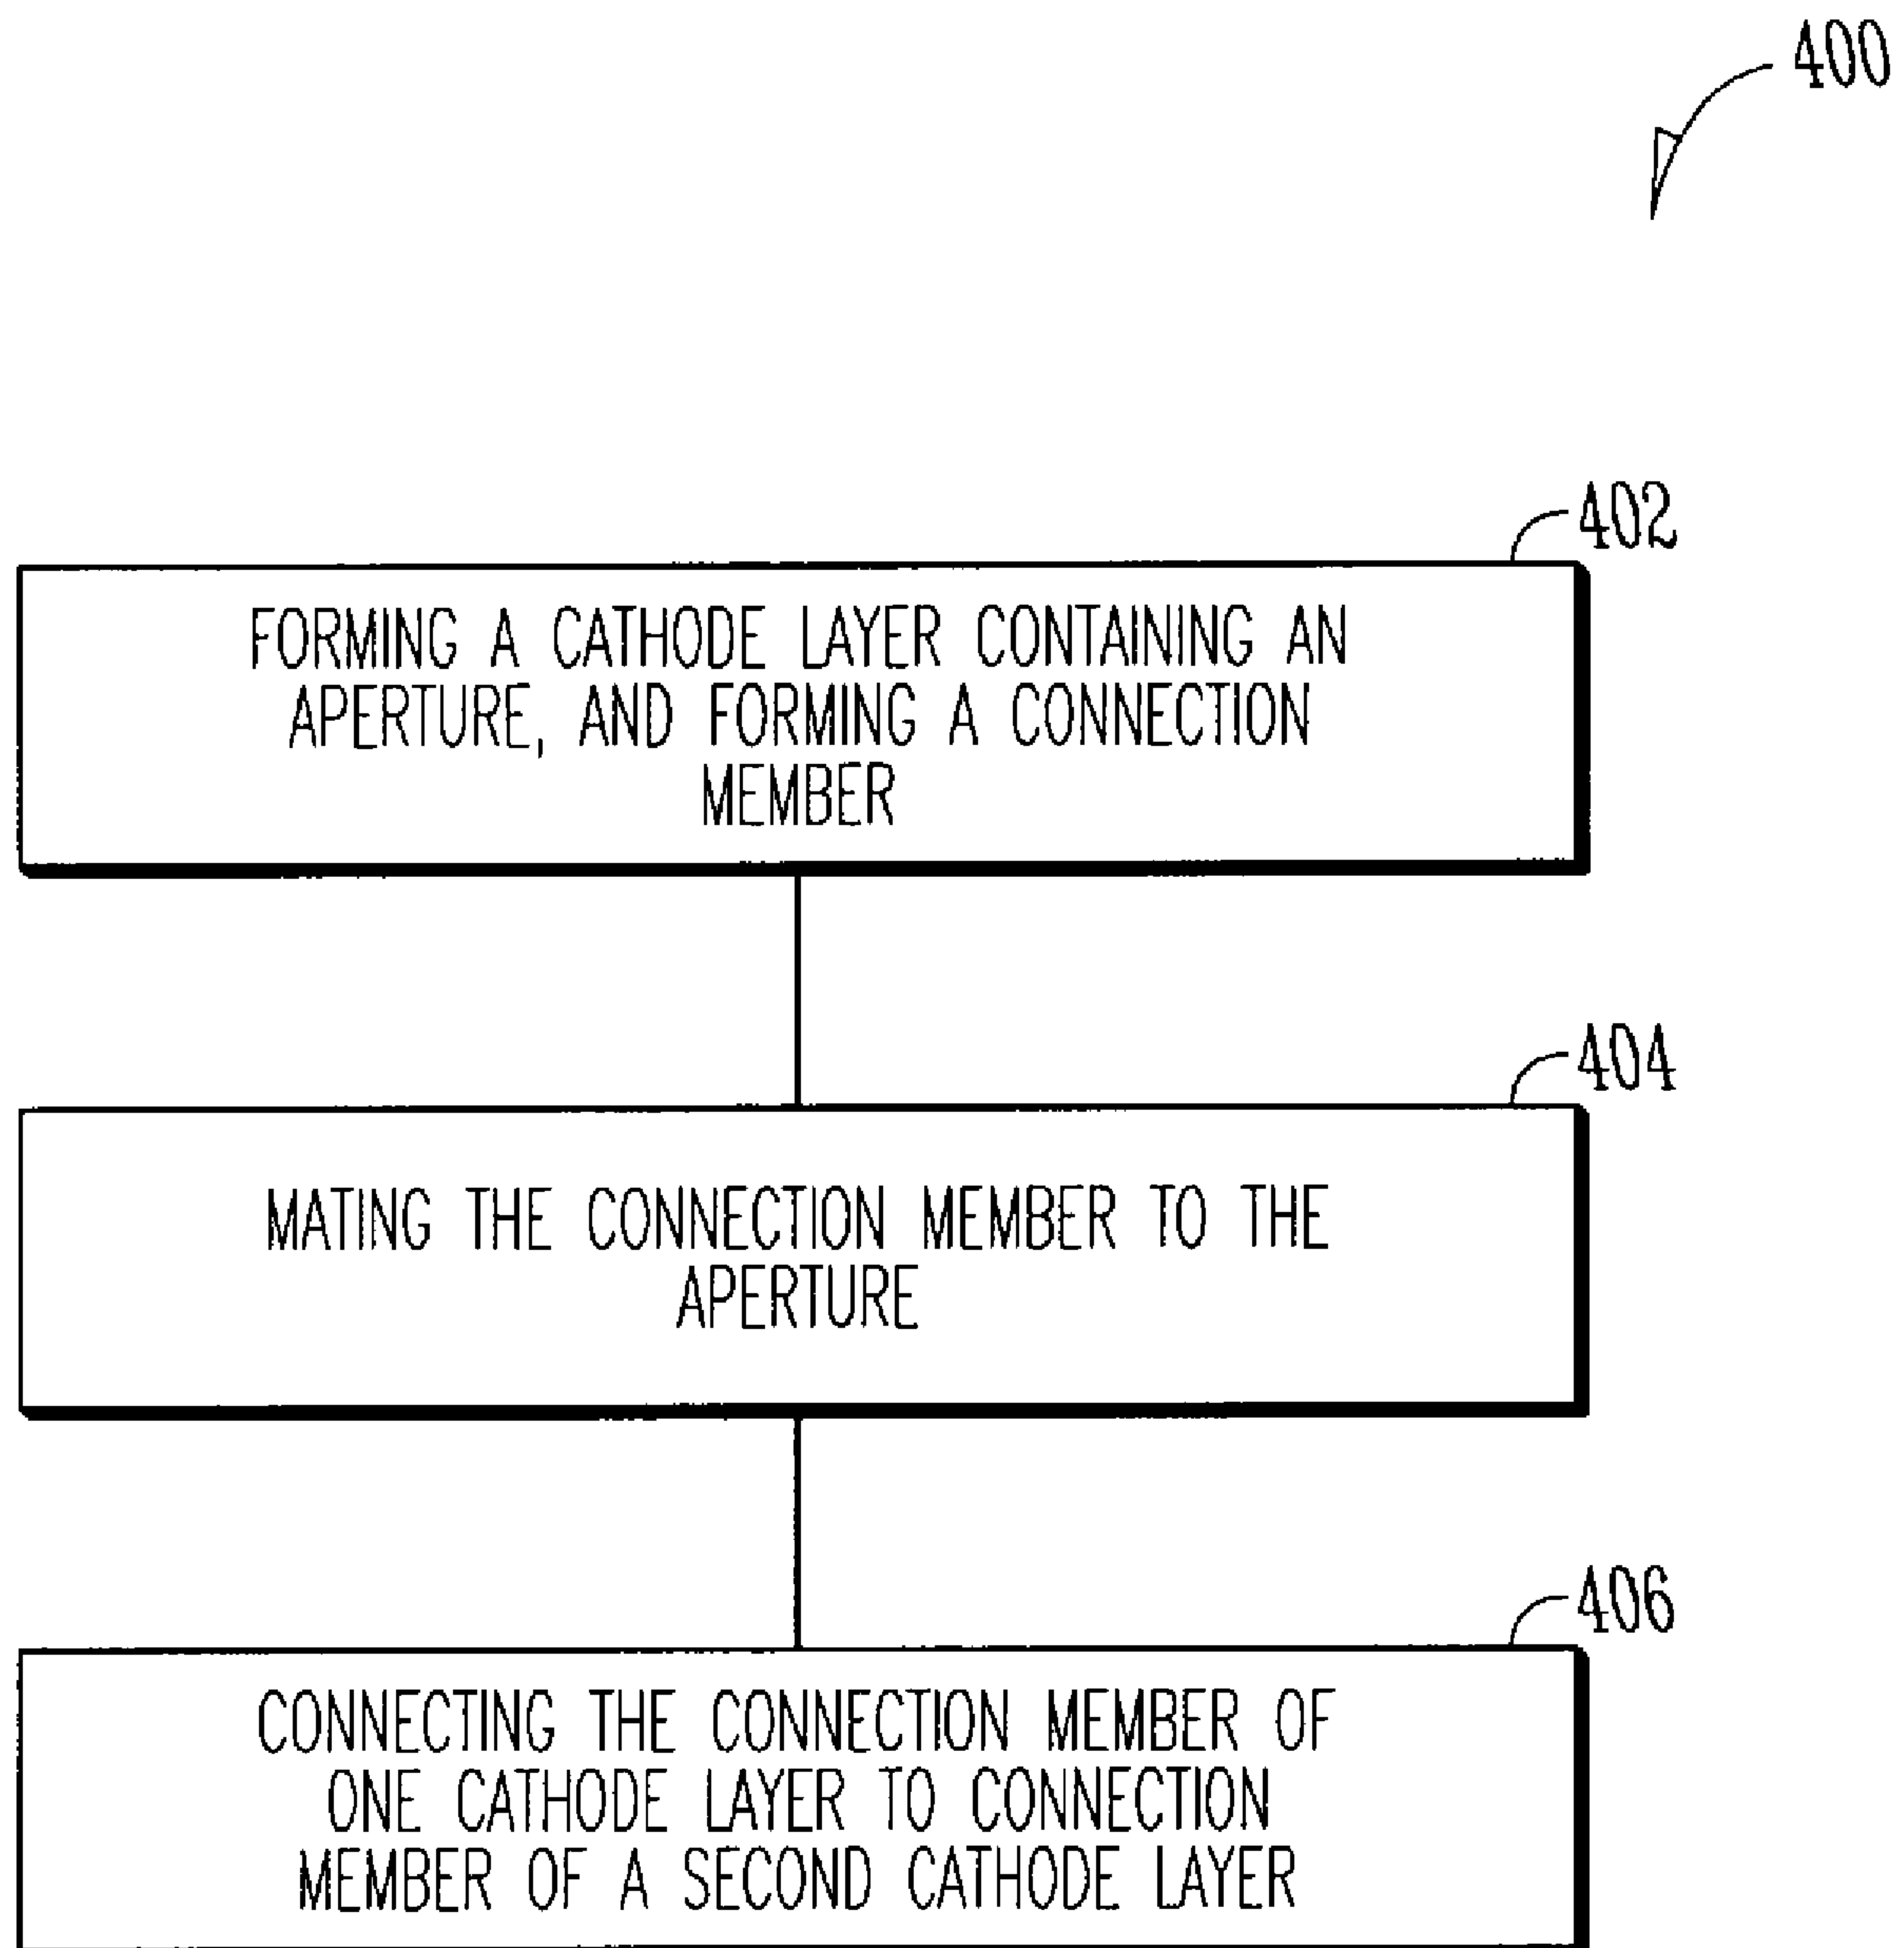 400
402
FORMING A CATHODE LAYER CONTAINING AN
APERTURE, AND FORMING A CONNECTION
MEMBER
404
MATING THE CONNECTION MEMBER TO THE
APERTURE
406
CONNECTING THE CONNECTION MEMBER OF
ONE CATHODE LAYER TO CONNECTION
MEMBER OF A SECOND CATHODE LAYER